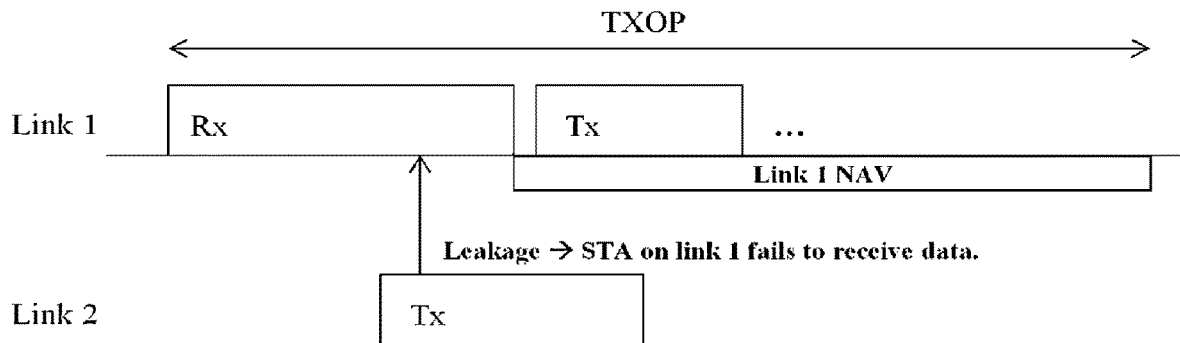 TXOP
Link 1
Rx
Tx
...
Link 1 NAV
Leakage → STA on link 1 fails to receive data.
Link 2
Tx